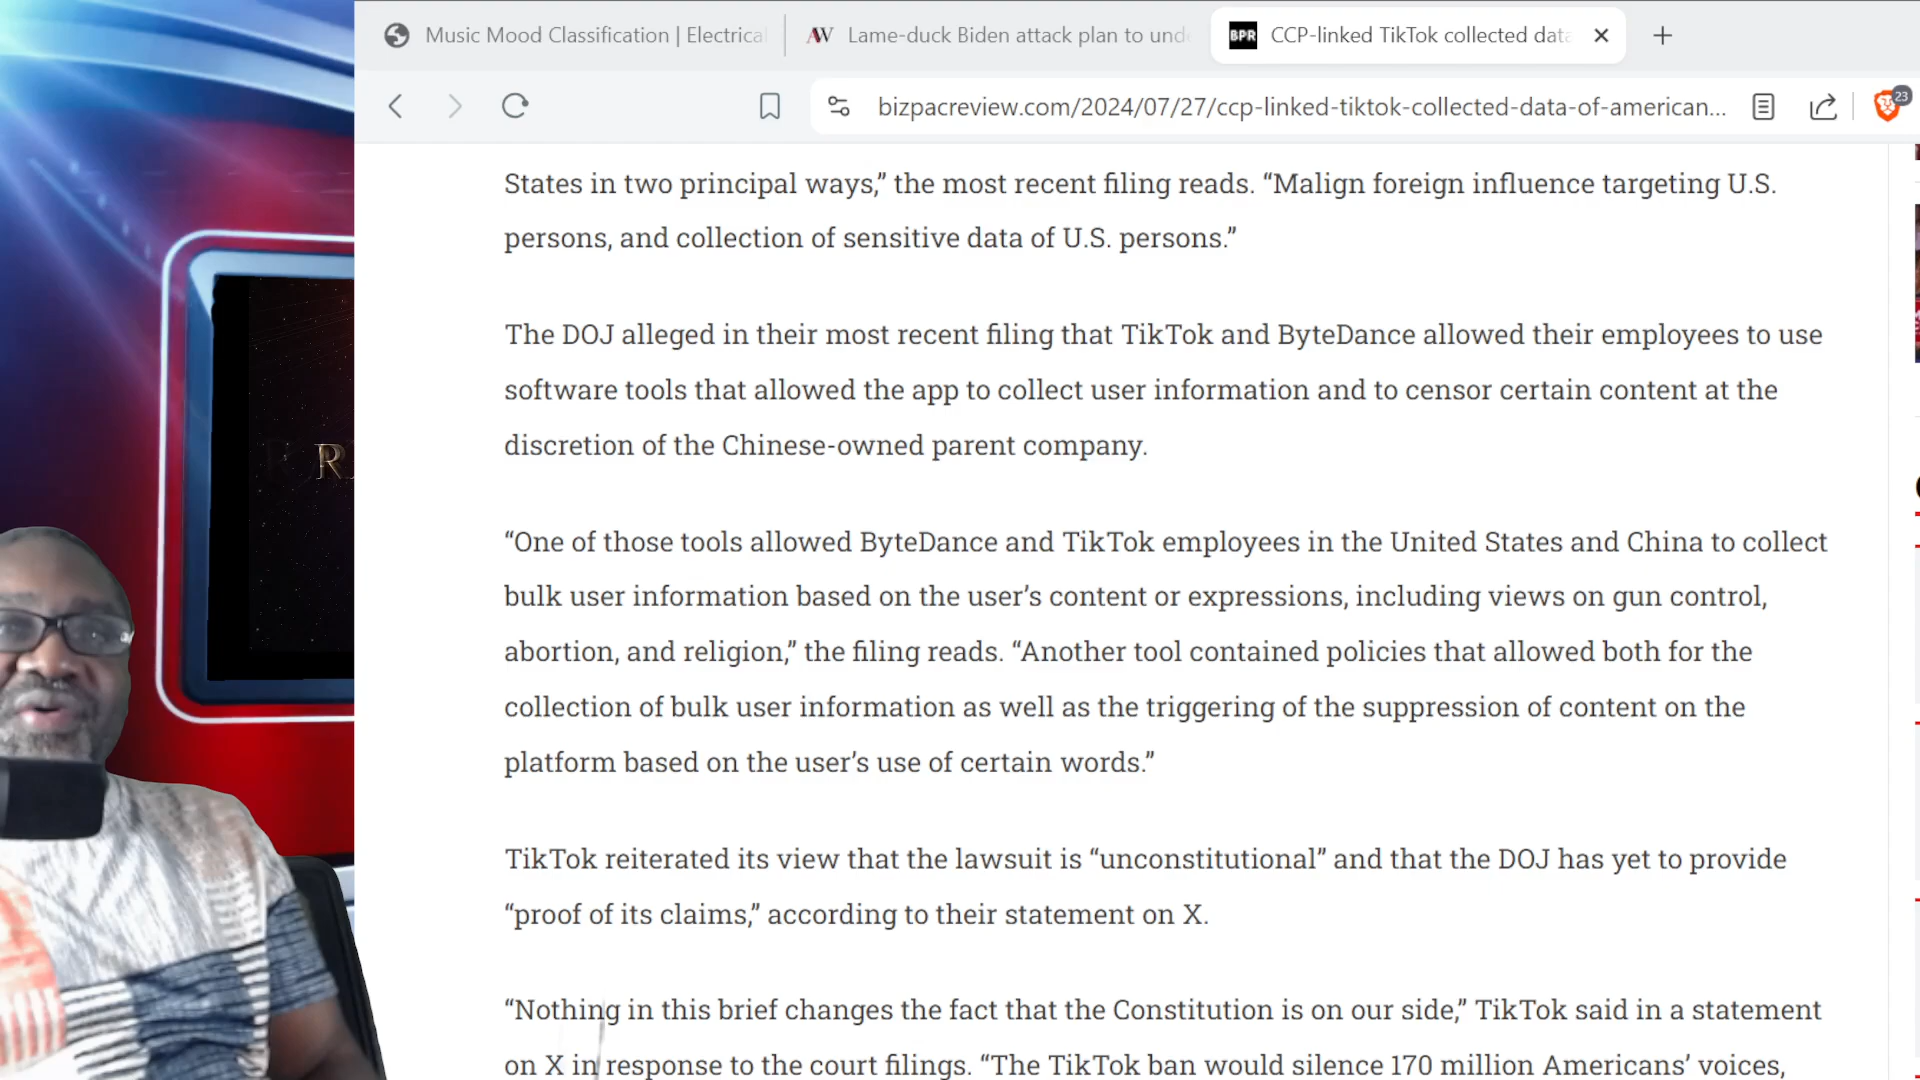 Music Mood Classification | Electrical
AW
Lame-duck Biden attack plan to und
BPR
CCP-linked TikTok collected data
bizpacreview.com/2024/07/27/ccp-linked-tiktok-collected-data-of-american...
23
States in two principal ways,” the most recent filing reads. “Malign foreign influence targeting U.S.
persons, and collection of sensitive data of U.S. persons.”
The DOJ alleged in their most recent filing that TikTok and ByteDance allowed their employees to use
software tools that allowed the app to collect user information and to censor certain content at the
discretion of the Chinese-owned parent company.
“One of those tools allowed ByteDance and TikTok employees in the United States and China to collect
bulk user information based on the user’s content or expressions, including views on gun control,
abortion, and religion,” the filing reads. “Another tool contained policies that allowed both for the
collection of bulk user information as well as the triggering of the suppression of content on the
platform based on the user’s use of certain words.”
TikTok reiterated its view that the lawsuit is “unconstitutional” and that the DOJ has yet to provide
“proof of its claims,” according to their statement on X.
“Nothing in this brief changes the fact that the Constitution is on our side,” TikTok said in a statement
on X in response to the court filings. “The TikTok ban would silence 170 million Americans’ voices,